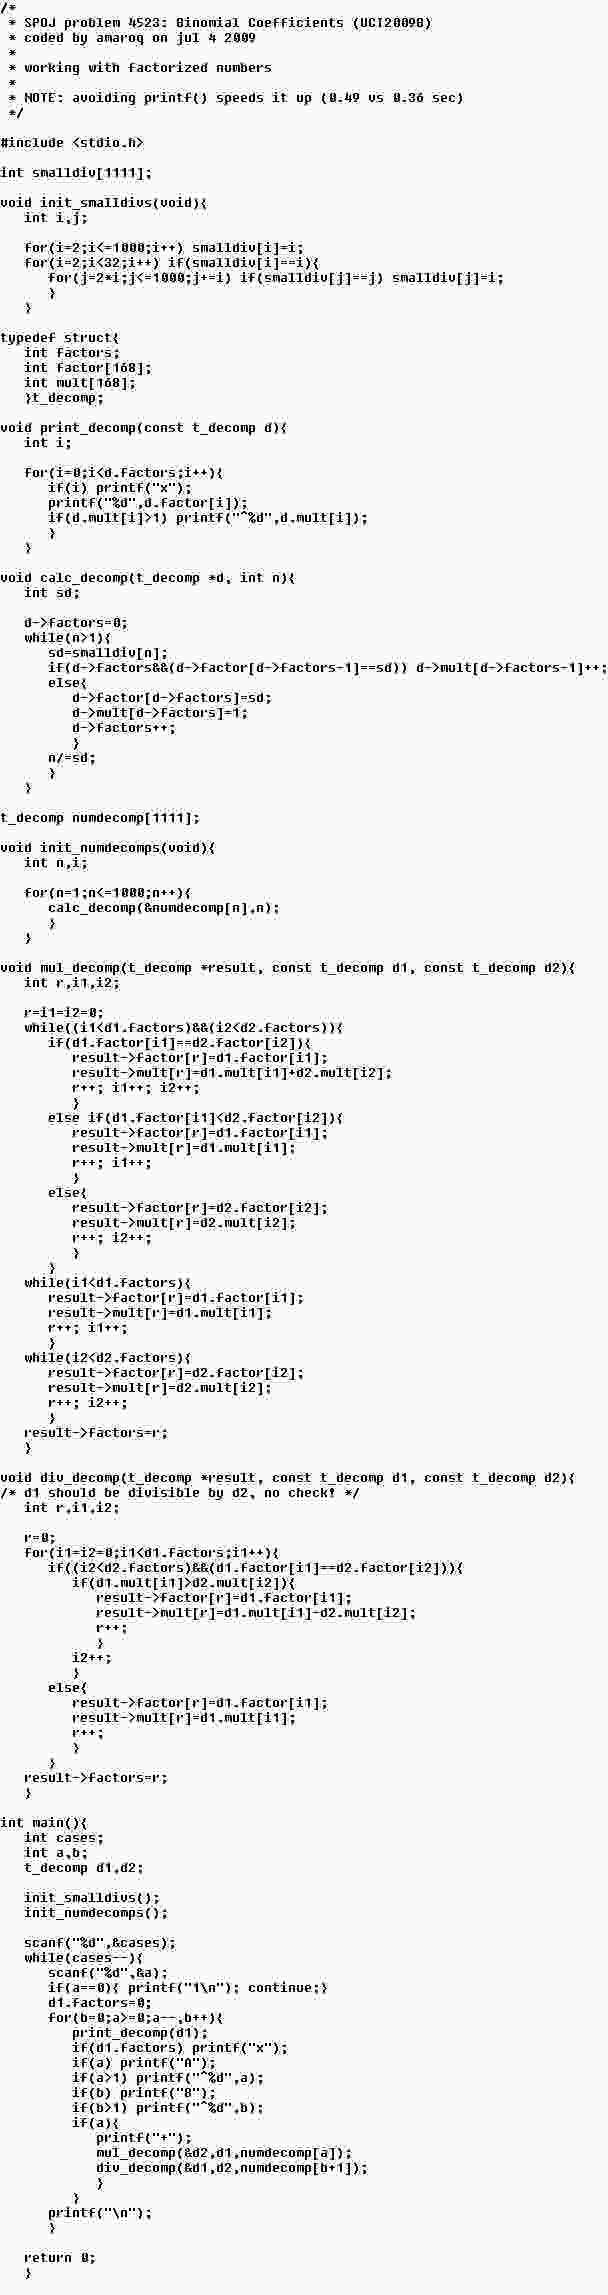 /*
 * SPOJ problem 4523: Binomial Coefficients (UCI2009B)
 * coded by amaroq on jul 4 2009
 *
 * working with factorized numbers
 *
 * NOTE: avoiding printf() speeds it up (0.49 vs 0.36 sec)
 */

#include <stdio.h>

int smalldiv[1111];

void init_smalldivs(void){
   int i,j;

   for(i=2;i<=1000;i++) smalldiv[i]=i;
   for(i=2;i<32;i++) if(smalldiv[i]==i){
      for(j=2*i;j<=1000;j+=i) if(smalldiv[j]==j) smalldiv[j]=i;
      }
   }

typedef struct{
   int factors;
   int factor[168];
   int mult[168];
   }t_decomp;

void print_decomp(const t_decomp d){
   int i;

   for(i=0;i<d.factors;i++){
      if(i) printf("x");
      printf("%d",d.factor[i]);
      if(d.mult[i]>1) printf("^%d",d.mult[i]);
      }
   }

void calc_decomp(t_decomp *d, int n){
   int sd;

   d->factors=0;
   while(n>1){
      sd=smalldiv[n];
      if(d->factors&&(d->factor[d->factors-1]==sd)) d->mult[d->factors-1]++;
      else{
         d->factor[d->factors]=sd;
         d->mult[d->factors]=1;
         d->factors++;
         }
      n/=sd;
      }
   }

t_decomp numdecomp[1111];

void init_numdecomps(void){
   int n,i;

   for(n=1;n<=1000;n++){
      calc_decomp(&numdecomp[n],n);
      }
   }

void mul_decomp(t_decomp *result, const t_decomp d1, const t_decomp d2){
   int r,i1,i2;

   r=i1=i2=0;
   while((i1<d1.factors)&&(i2<d2.factors)){
      if(d1.factor[i1]==d2.factor[i2]){
         result->factor[r]=d1.factor[i1];
         result->mult[r]=d1.mult[i1]+d2.mult[i2];
         r++; i1++; i2++;
         }
      else if(d1.factor[i1]<d2.factor[i2]){
         result->factor[r]=d1.factor[i1];
         result->mult[r]=d1.mult[i1];
         r++; i1++;
         }
      else{
         result->factor[r]=d2.factor[i2];
         result->mult[r]=d2.mult[i2];
         r++; i2++;
         }
      }
   while(i1<d1.factors){
      result->factor[r]=d1.factor[i1];
      result->mult[r]=d1.mult[i1];
      r++; i1++;
      }
   while(i2<d2.factors){
      result->factor[r]=d2.factor[i2];
      result->mult[r]=d2.mult[i2];
      r++; i2++;
      }
   result->factors=r;
   }

void div_decomp(t_decomp *result, const t_decomp d1, const t_decomp d2){
/* d1 should be divisible by d2, no check! */
   int r,i1,i2;

   r=0;
   for(i1=i2=0;i1<d1.factors;i1++){
      if((i2<d2.factors)&&(d1.factor[i1]==d2.factor[i2])){
         if(d1.mult[i1]>d2.mult[i2]){
            result->factor[r]=d1.factor[i1];
            result->mult[r]=d1.mult[i1]-d2.mult[i2];
            r++;
            }
         i2++;
         }
      else{
         result->factor[r]=d1.factor[i1];
         result->mult[r]=d1.mult[i1];
         r++;
         }
      }
   result->factors=r;
   }

int main(){
   int cases;
   int a,b;
   t_decomp d1,d2;

   init_smalldivs();
   init_numdecomps();

   scanf("%d",&cases);
   while(cases--){
      scanf("%d",&a);
      if(a==0){ printf("1\n"); continue;}
      d1.factors=0;
      for(b=0;a>=0;a--,b++){
         print_decomp(d1);
         if(d1.factors) printf("x");
         if(a) printf("A");
         if(a>1) printf("^%d",a);
         if(b) printf("B");
         if(b>1) printf("^%d",b);
         if(a){
            printf("+");
            mul_decomp(&d2,d1,numdecomp[a]);
            div_decomp(&d1,d2,numdecomp[b+1]);
            }
         }
      printf("\n");
      }

   return 0;
   }